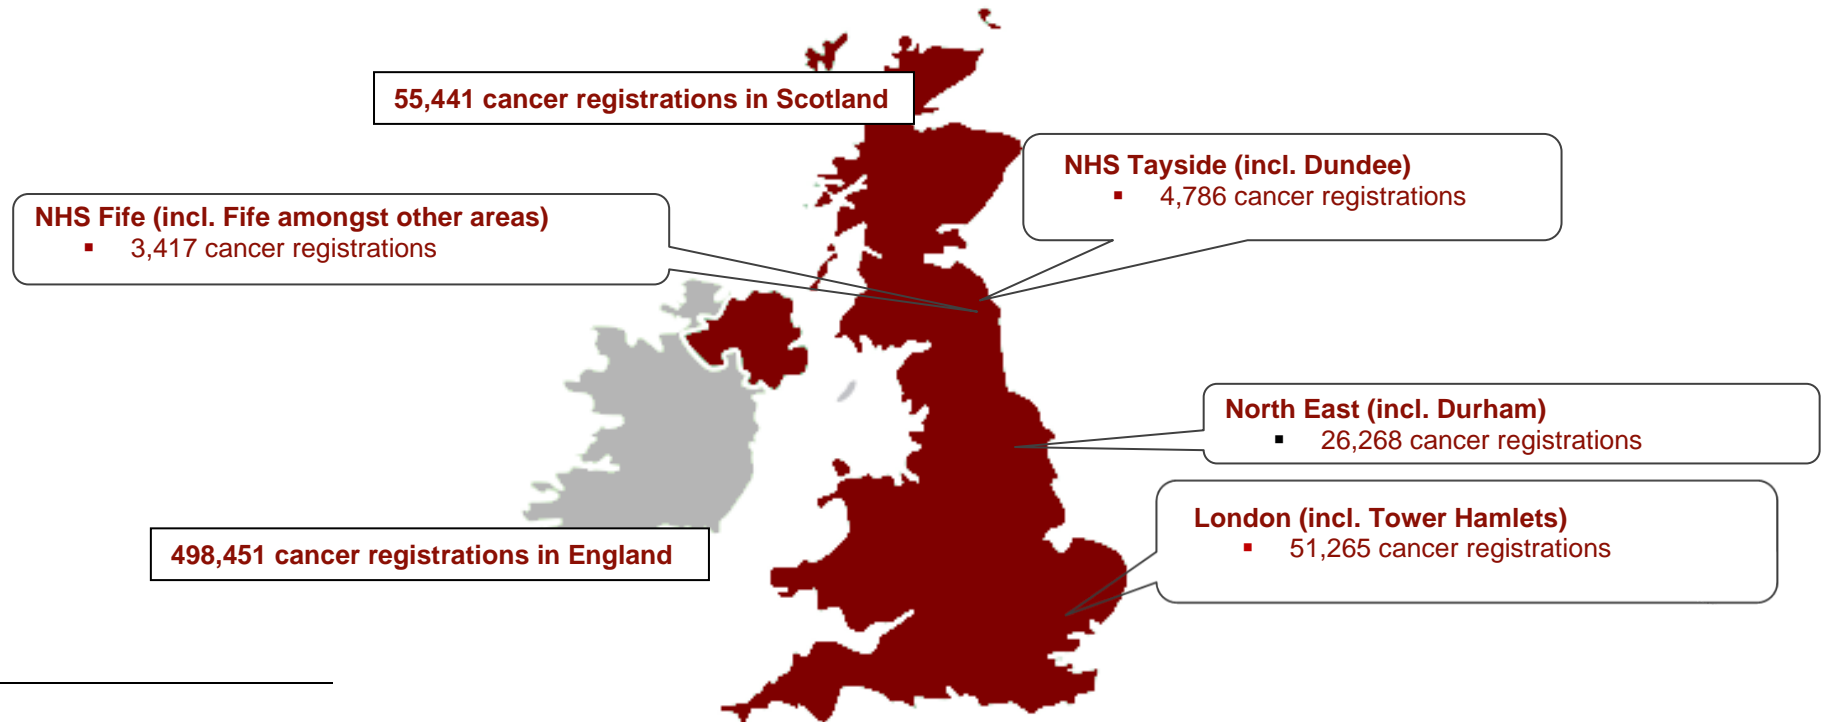 55,441 cancer registrations in Scotland
NHS Tayside (incl. Dundee)
▪ 4,786 cancer registrations
NHS Fife (incl. Fife amongst other areas)
▪ 3,417 cancer registrations
North East (incl. Durham)
▪ 26,268 cancer registrations
London (incl. Tower Hamlets)
▪ 51,265 cancer registrations
498,451 cancer registrations in England